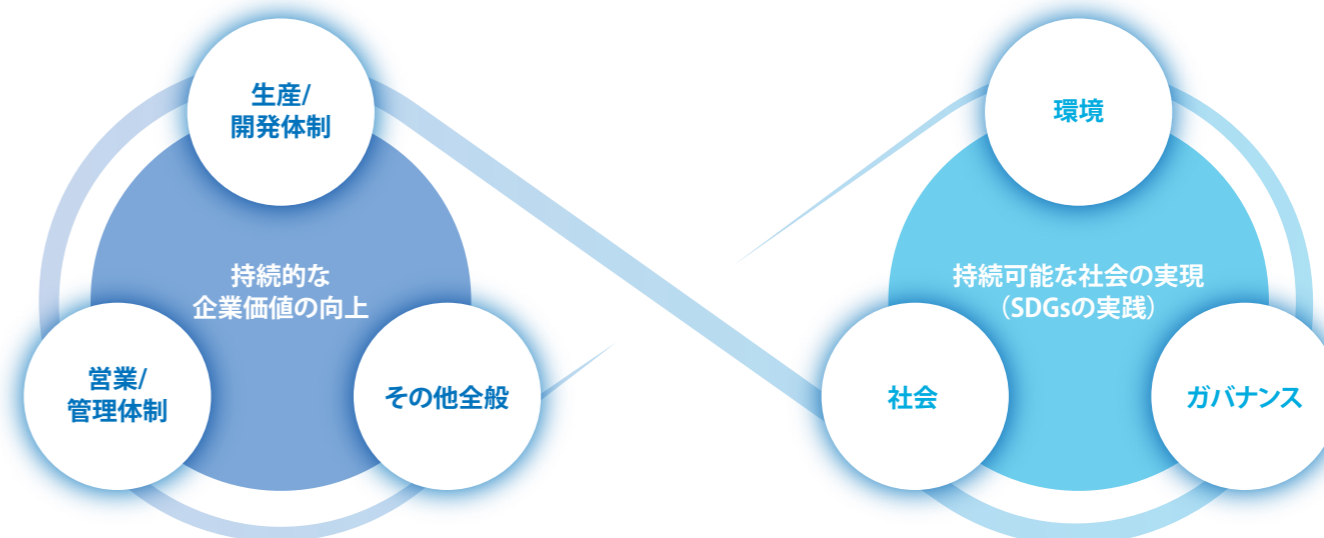 生産/
開発体制
持続的な
企業価値の向上
営業/
管理体制
その他全般
環境
持続可能な社会の実現
（SDGsの実践）
社会
ガバナンス